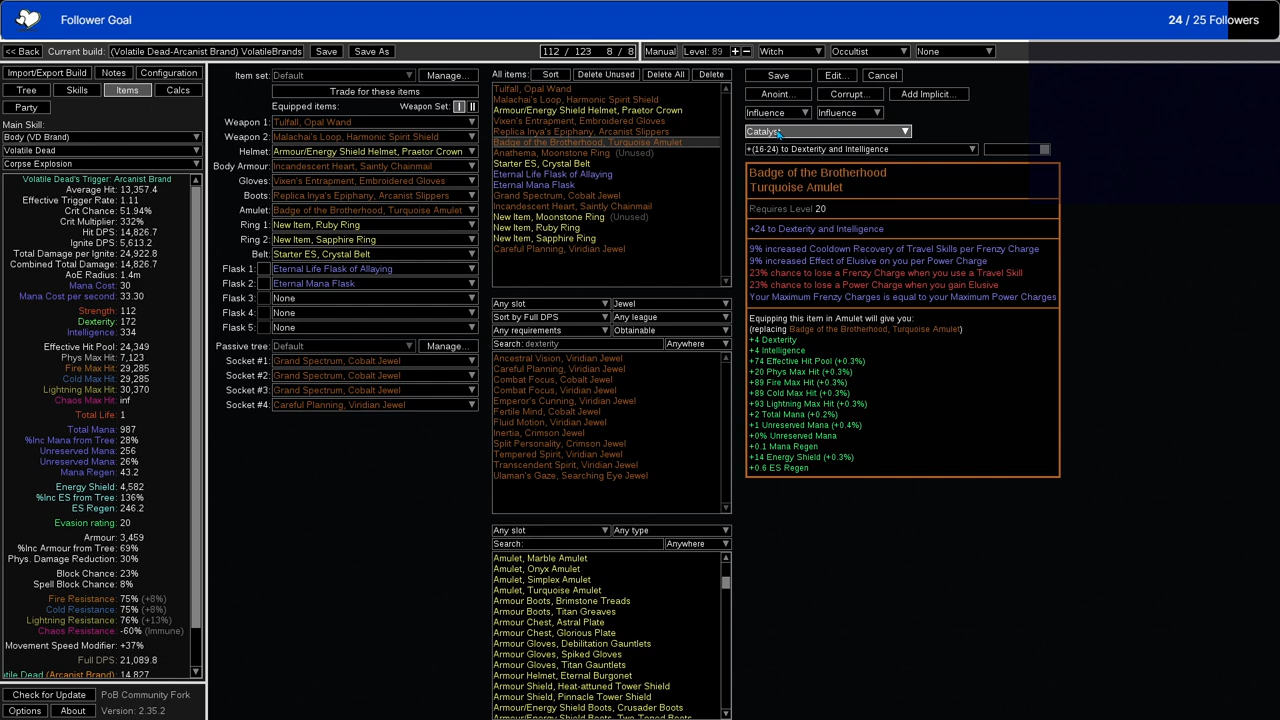 Follower Goal
24 / 25 Followers
<< Back
Current build: (Volatile Dead-Arcanist Brand) VolatileBrands
Save
Save As
112 / 123 8 / 8
Manual
Level: 89
+
Witch
Occultist
None
Import/Export Build
Notes
Configuration
Tree
Skills
Items
Calcs
Party
Main Skill:
Body (VD Brand)
Volatile Dead
Corpse Explosion
Volatile Dead's Trigger: Arcanist Brand
Average Hit: 13,357.4
Effective Trigger Rate: 1.11
Crit Chance: 51.94%
Crit Multiplier: 332%
Hit DPS: 14,826.7
Ignite DPS: 5,613.2
Total Damage per Ignite: 24,922.8
Combined Total Damage: 14,826.7
AoE Radius: 1.4m
Mana Cost: 30
Mana Cost per second: 33.30
Strength: 112
Dexterity: 172
Intelligence: 334
Effective Hit Pool: 24,349
Phys Max Hit: 7,123
Fire Max Hit: 29,285
Cold Max Hit: 29,285
Lightning Max Hit: 30,370
Chaos Max Hit: inf
Total Life: 1
Total Mana: 987
%Inc Mana from Tree: 28%
Unreserved Mana: 256
Unreserved Mana: 26%
Mana Regen: 43.2
Energy Shield: 4,582
%Inc ES from Tree: 136%
ES Regen: 246.2
Evasion rating: 20
Armour: 3,459
%Inc Armour from Tree: 69%
Phys. Damage Reduction: 30%
Block Chance: 23%
Spell Block Chance: 8%
Fire Resistance: 75% (+8%)
Cold Resistance: 75% (+8%)
Lightning Resistance: 76% (+13%)
Chaos Resistance: -60% (Immune)
Movement Speed Modifier: +37%
Full DPS: 21,089.8
atile Dead (Arcanist Brand): 14,827
Check for Update
PoB Community Fork
Options
About
Version: 2.35.2
Item set: Default
Manage...
Trade for these items
Equipped items:
Weapon Set: I II
Weapon 1: Tulfall, Opal Wand
Weapon 2: Malachai's Loop, Harmonic Spirit Shield
Helmet: Armour/Energy Shield Helmet, Praetor Crown
Body Armour: Incandescent Heart, Saintly Chainmail
Gloves: Vixen's Entrapment, Embroidered Gloves
Boots: Replica Inya's Epiphany, Arcanist Slippers
Amulet: Badge of the Brotherhood, Turquoise Amulet
Ring 1: New Item, Ruby Ring
Ring 2: New Item, Sapphire Ring
Belt: Starter ES, Crystal Belt
Flask 1: Eternal Life Flask of Allaying
Flask 2: Eternal Mana Flask
Flask 3: None
Flask 4: None
Flask 5: None
Passive tree: Default
Manage...
Socket #1: Grand Spectrum, Cobalt Jewel
Socket #2: Grand Spectrum, Cobalt Jewel
Socket #3: Grand Spectrum, Cobalt Jewel
Socket #4: Careful Planning, Viridian Jewel
All items:
Sort
Delete Unused
Delete All
Delete
Tulfall, Opal Wand
Malachai's Loop, Harmonic Spirit Shield
Armour/Energy Shield Helmet, Praetor Crown
Vixen's Entrapment, Embroidered Gloves
Replica Inya's Epiphany, Arcanist Slippers
Badge of the Brotherhood, Turquoise Amulet
Anathema, Moonstone Ring (Unused)
Starter ES, Crystal Belt
Eternal Life Flask of Allaying
Eternal Mana Flask
Grand Spectrum, Cobalt Jewel
Incandescent Heart, Saintly Chainmail
New Item, Moonstone Ring (Unused)
New Item, Ruby Ring
New Item, Sapphire Ring
Careful Planning, Viridian Jewel
Any slot
Jewel
Sort by Full DPS
Any league
Any requirements
Obtainable
Search: dexterity
Anywhere
Ancestral Vision, Viridian Jewel
Careful Planning, Viridian Jewel
Combat Focus, Cobalt Jewel
Combat Focus, Viridian Jewel
Emperor's Cunning, Viridian Jewel
Fertile Mind, Cobalt Jewel
Fluid Motion, Viridian Jewel
Inertia, Crimson Jewel
Split Personality, Crimson Jewel
Tempered Spirit, Viridian Jewel
Transcendent Spirit, Viridian Jewel
Ulaman's Gaze, Searching Eye Jewel
Any slot
Any type
Search:
Anywhere
Amulet, Marble Amulet
Amulet, Onyx Amulet
Amulet, Simplex Amulet
Amulet, Turquoise Amulet
Armour Boots, Brimstone Treads
Armour Boots, Titan Greaves
Armour Chest, Astral Plate
Armour Chest, Glorious Plate
Armour Gloves, Debilitation Gauntlets
Armour Gloves, Spiked Gloves
Armour Gloves, Titan Gauntlets
Armour Helmet, Eternal Burgonet
Armour Shield, Heat-attuned Tower Shield
Armour Shield, Pinnacle Tower Shield
Armour/Energy Shield Boots, Crusader Boots
Armour/Energy Shield Boots, Two-Toned Boots
Save
Edit...
Cancel
Anoint...
Corrupt...
Add Implicit...
Influence
Influence
Catalyst
+(16-24) to Dexterity and Intelligence
Badge of the Brotherhood
Turquoise Amulet
Requires Level 20
+24 to Dexterity and Intelligence
9% increased Cooldown Recovery of Travel Skills per Frenzy Charge
9% increased Effect of Elusive on you per Power Charge
23% chance to lose a Frenzy Charge when you use a Travel Skill
23% chance to lose a Power Charge when you gain Elusive
Your Maximum Frenzy Charges is equal to your Maximum Power Charges
Equipping this item in Amulet will give you:
(replacing Badge of the Brotherhood, Turquoise Amulet)
+4 Dexterity
+4 Intelligence
+74 Effective Hit Pool (+0.3%)
+20 Phys Max Hit (+0.3%)
+89 Fire Max Hit (+0.3%)
+89 Cold Max Hit (+0.3%)
+93 Lightning Max Hit (+0.3%)
+2 Total Mana (+0.2%)
+1 Unreserved Mana (+0.4%)
+0% Unreserved Mana
+0.1 Mana Regen
+14 Energy Shield (+0.3%)
+0.6 ES Regen